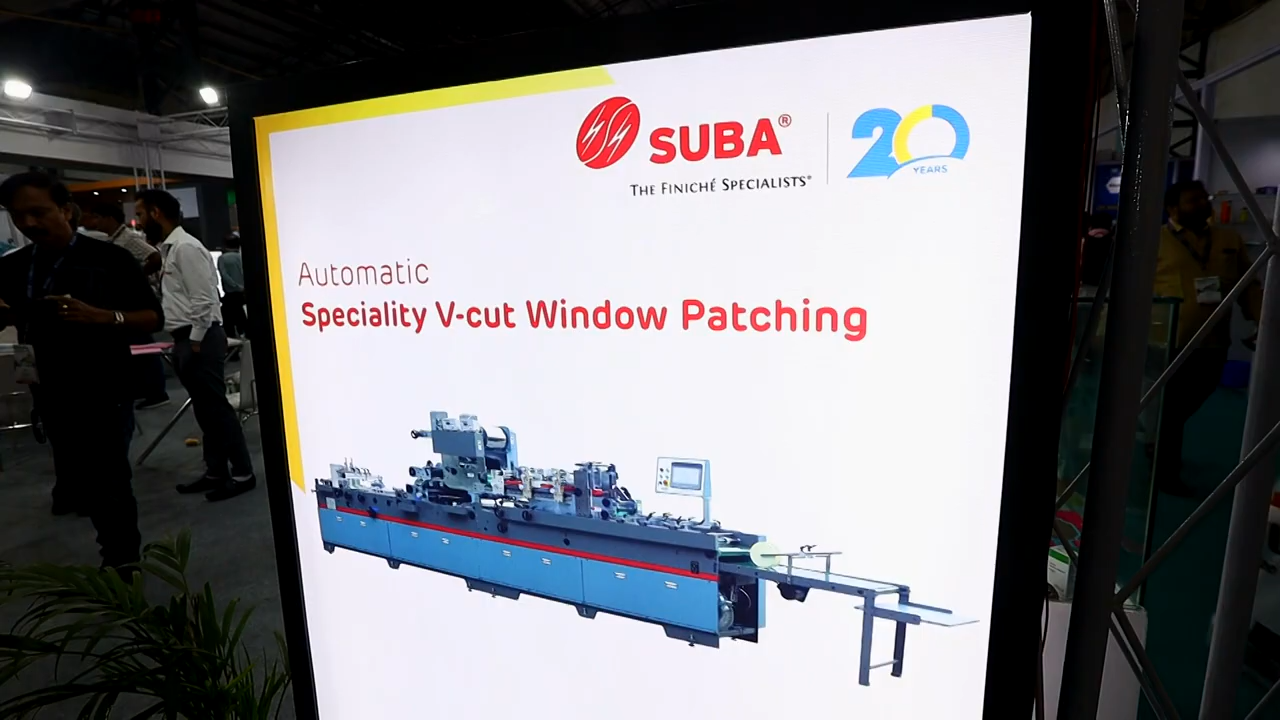 SUBA®
THE FINICHÉ SPECIALISTS®
20
YEARS
Automatic
Speciality V-cut Window Patching